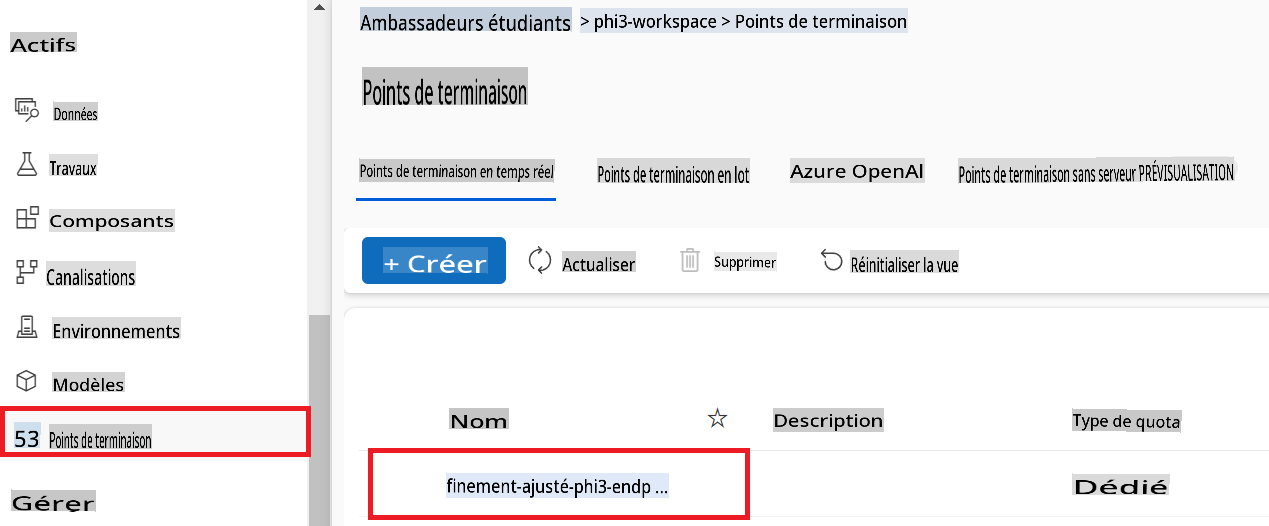 Actifs
Données
Travaux
Composants
Canalisations
Environnements
Modèles
53 Points de terminaison
Gérer
Ambassadeurs étudiants > phi3-workspace > Points de terminaison
Points de terminaison
Points de terminaison en temps réel
Points de terminaison en lot
Azure OpenAI
Points de terminaison sans serveur PRÉVISUALISATION
+ Créer
Actualiser
Supprimer
Réinitialiser la vue
Nom
Description
Type de quota
finement-ajusté-phi3-endp ...
Dédié